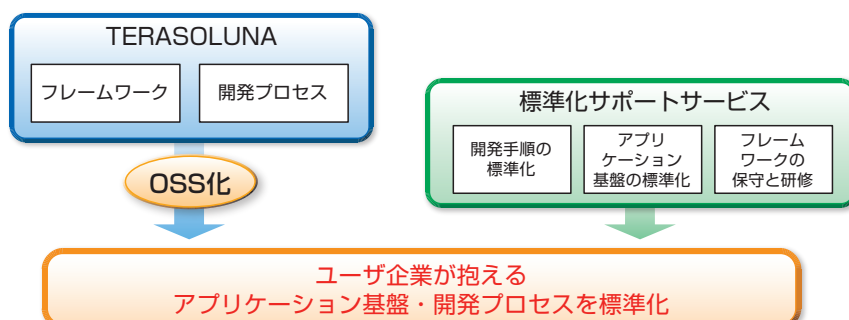 TERASOLUNA
フレームワーク
開発プロセス
OSS化
標準化サポートサービス
開発手順の
標準化
アプリ
ケーション
基盤の標準化
フレーム
ワークの
保守と研修
ユーザ企業が抱える
アプリケーション基盤・開発プロセスを標準化